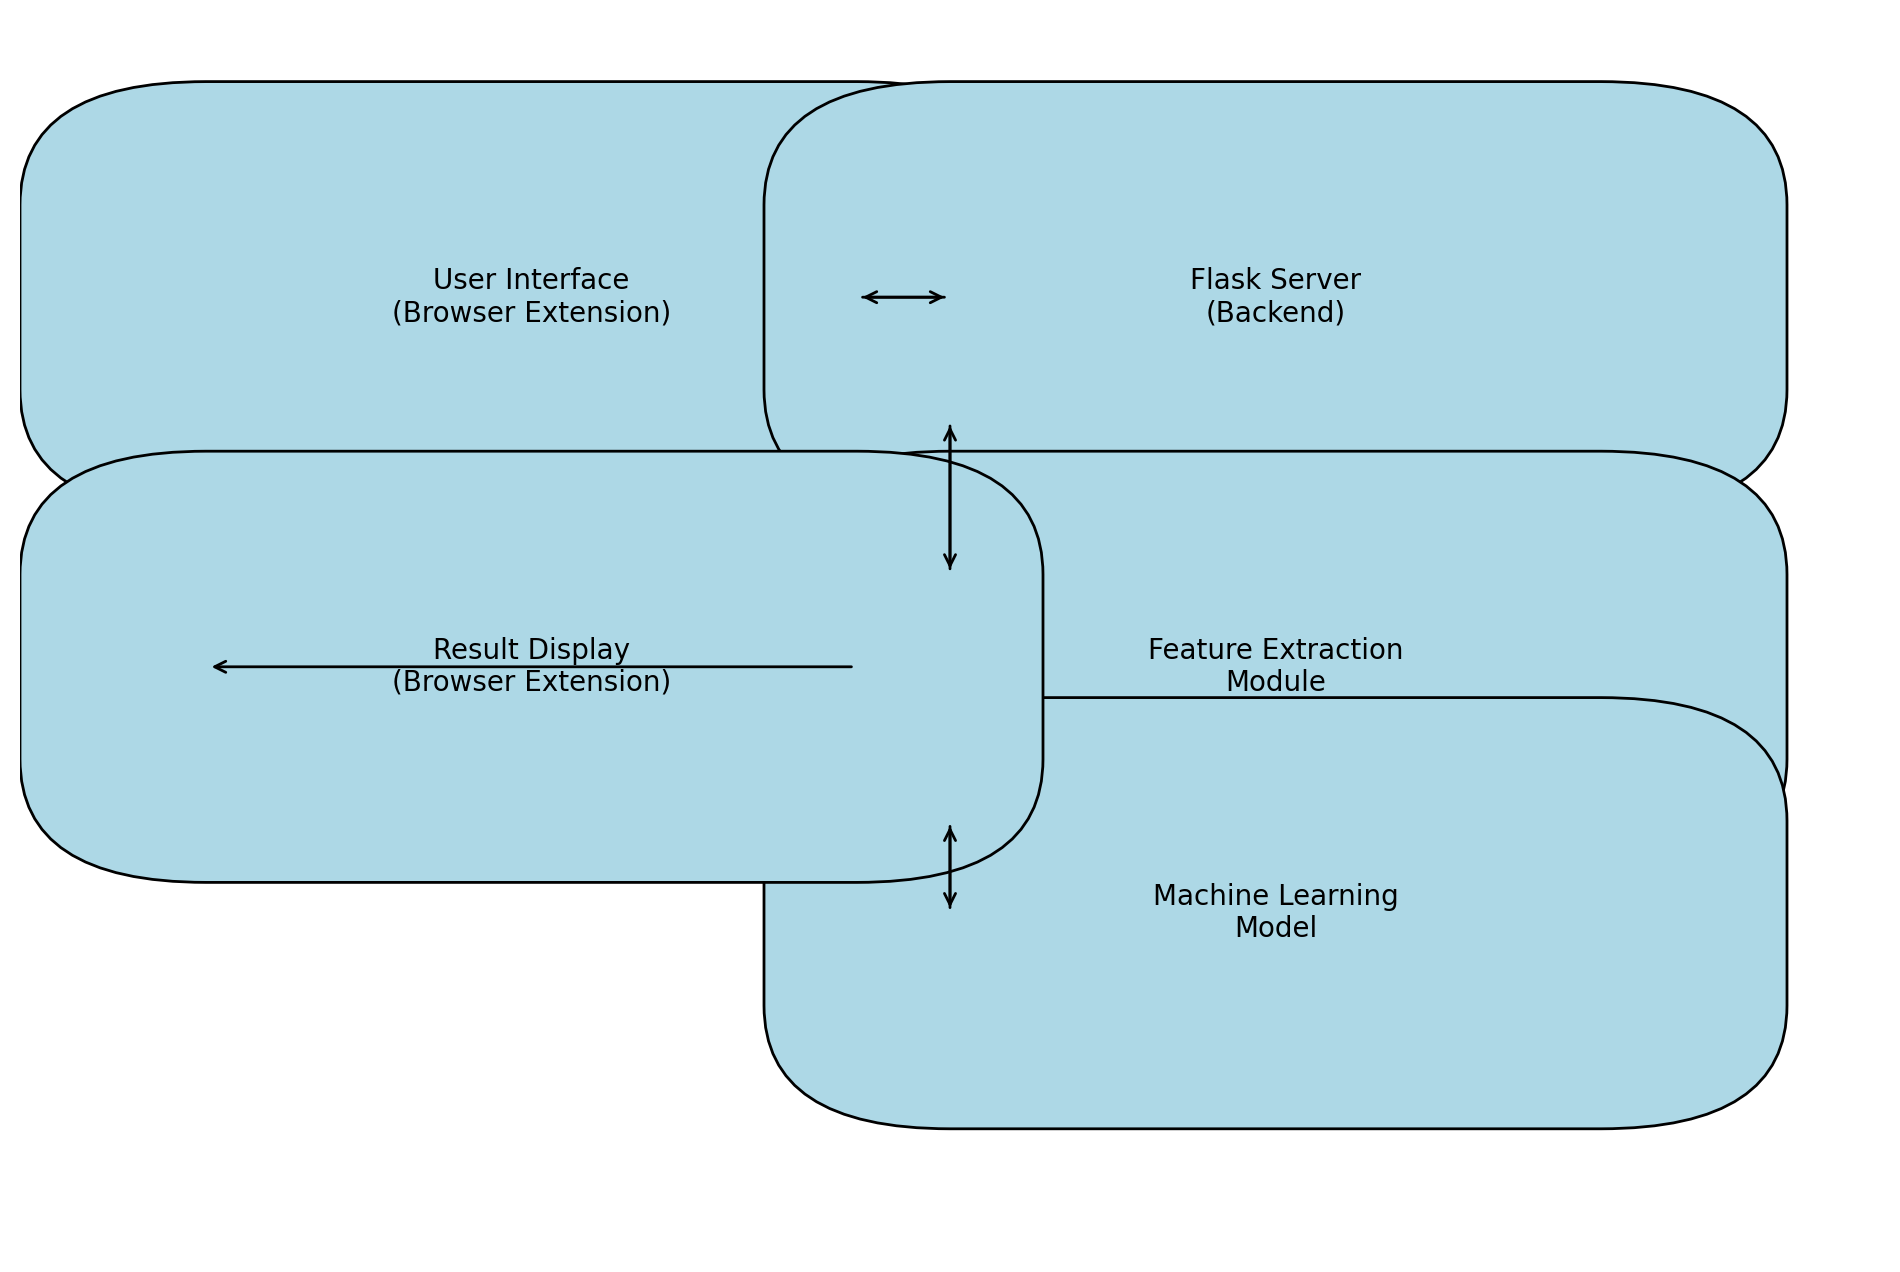 User Interface
(Browser Extension)
Flask Server
(Backend)
Result Display
(Browser Extension)
Feature Extraction
Module
Machine Learning
Model